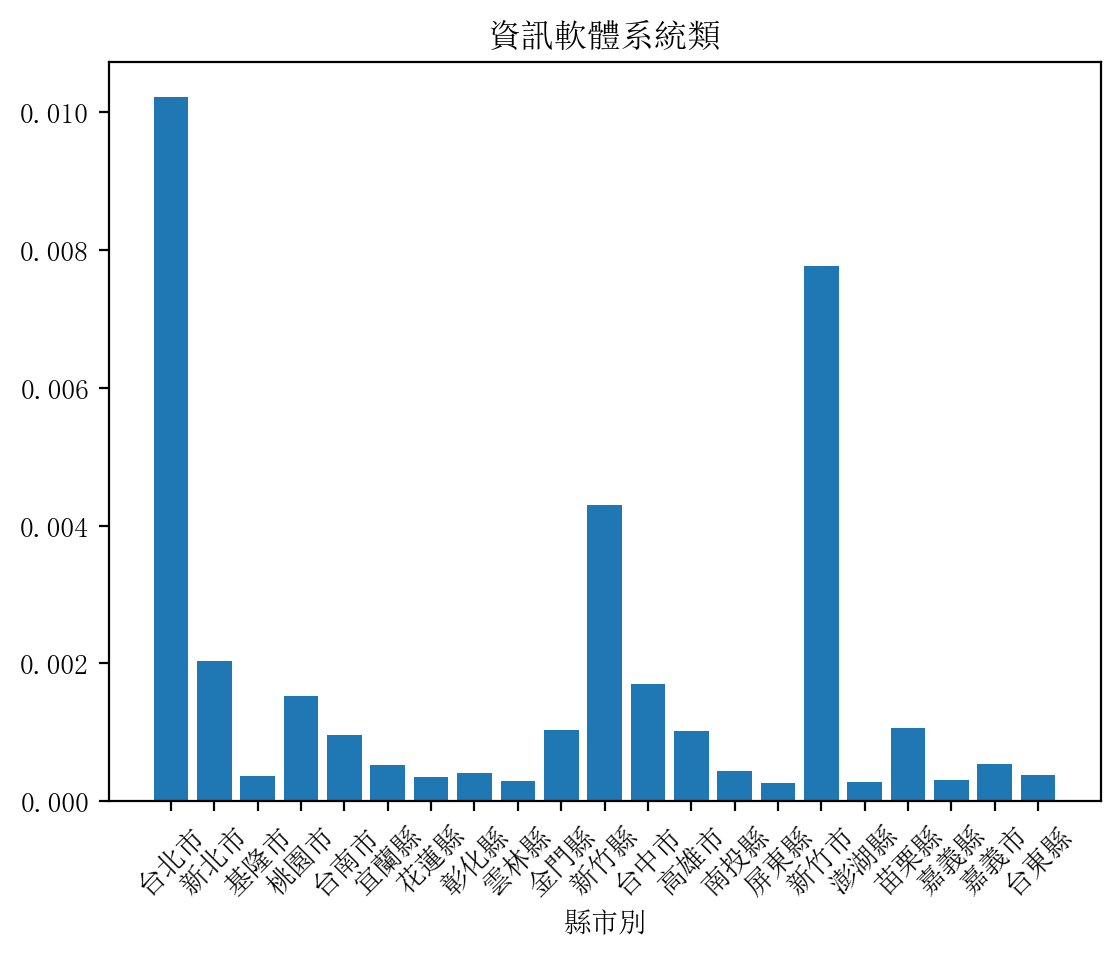 資訊軟體系統類
0.010
0.008
0.006
0.004
0.002
0.000
台北市
新北市
基隆市
桃園市
台南市
宜蘭縣
花蓮縣
彰化縣
雲林縣
金門縣
新竹縣
台中市
高雄市
南投縣
屏東縣
新竹市
澎湖縣
苗栗縣
嘉義縣
嘉義市
台東縣
縣市別